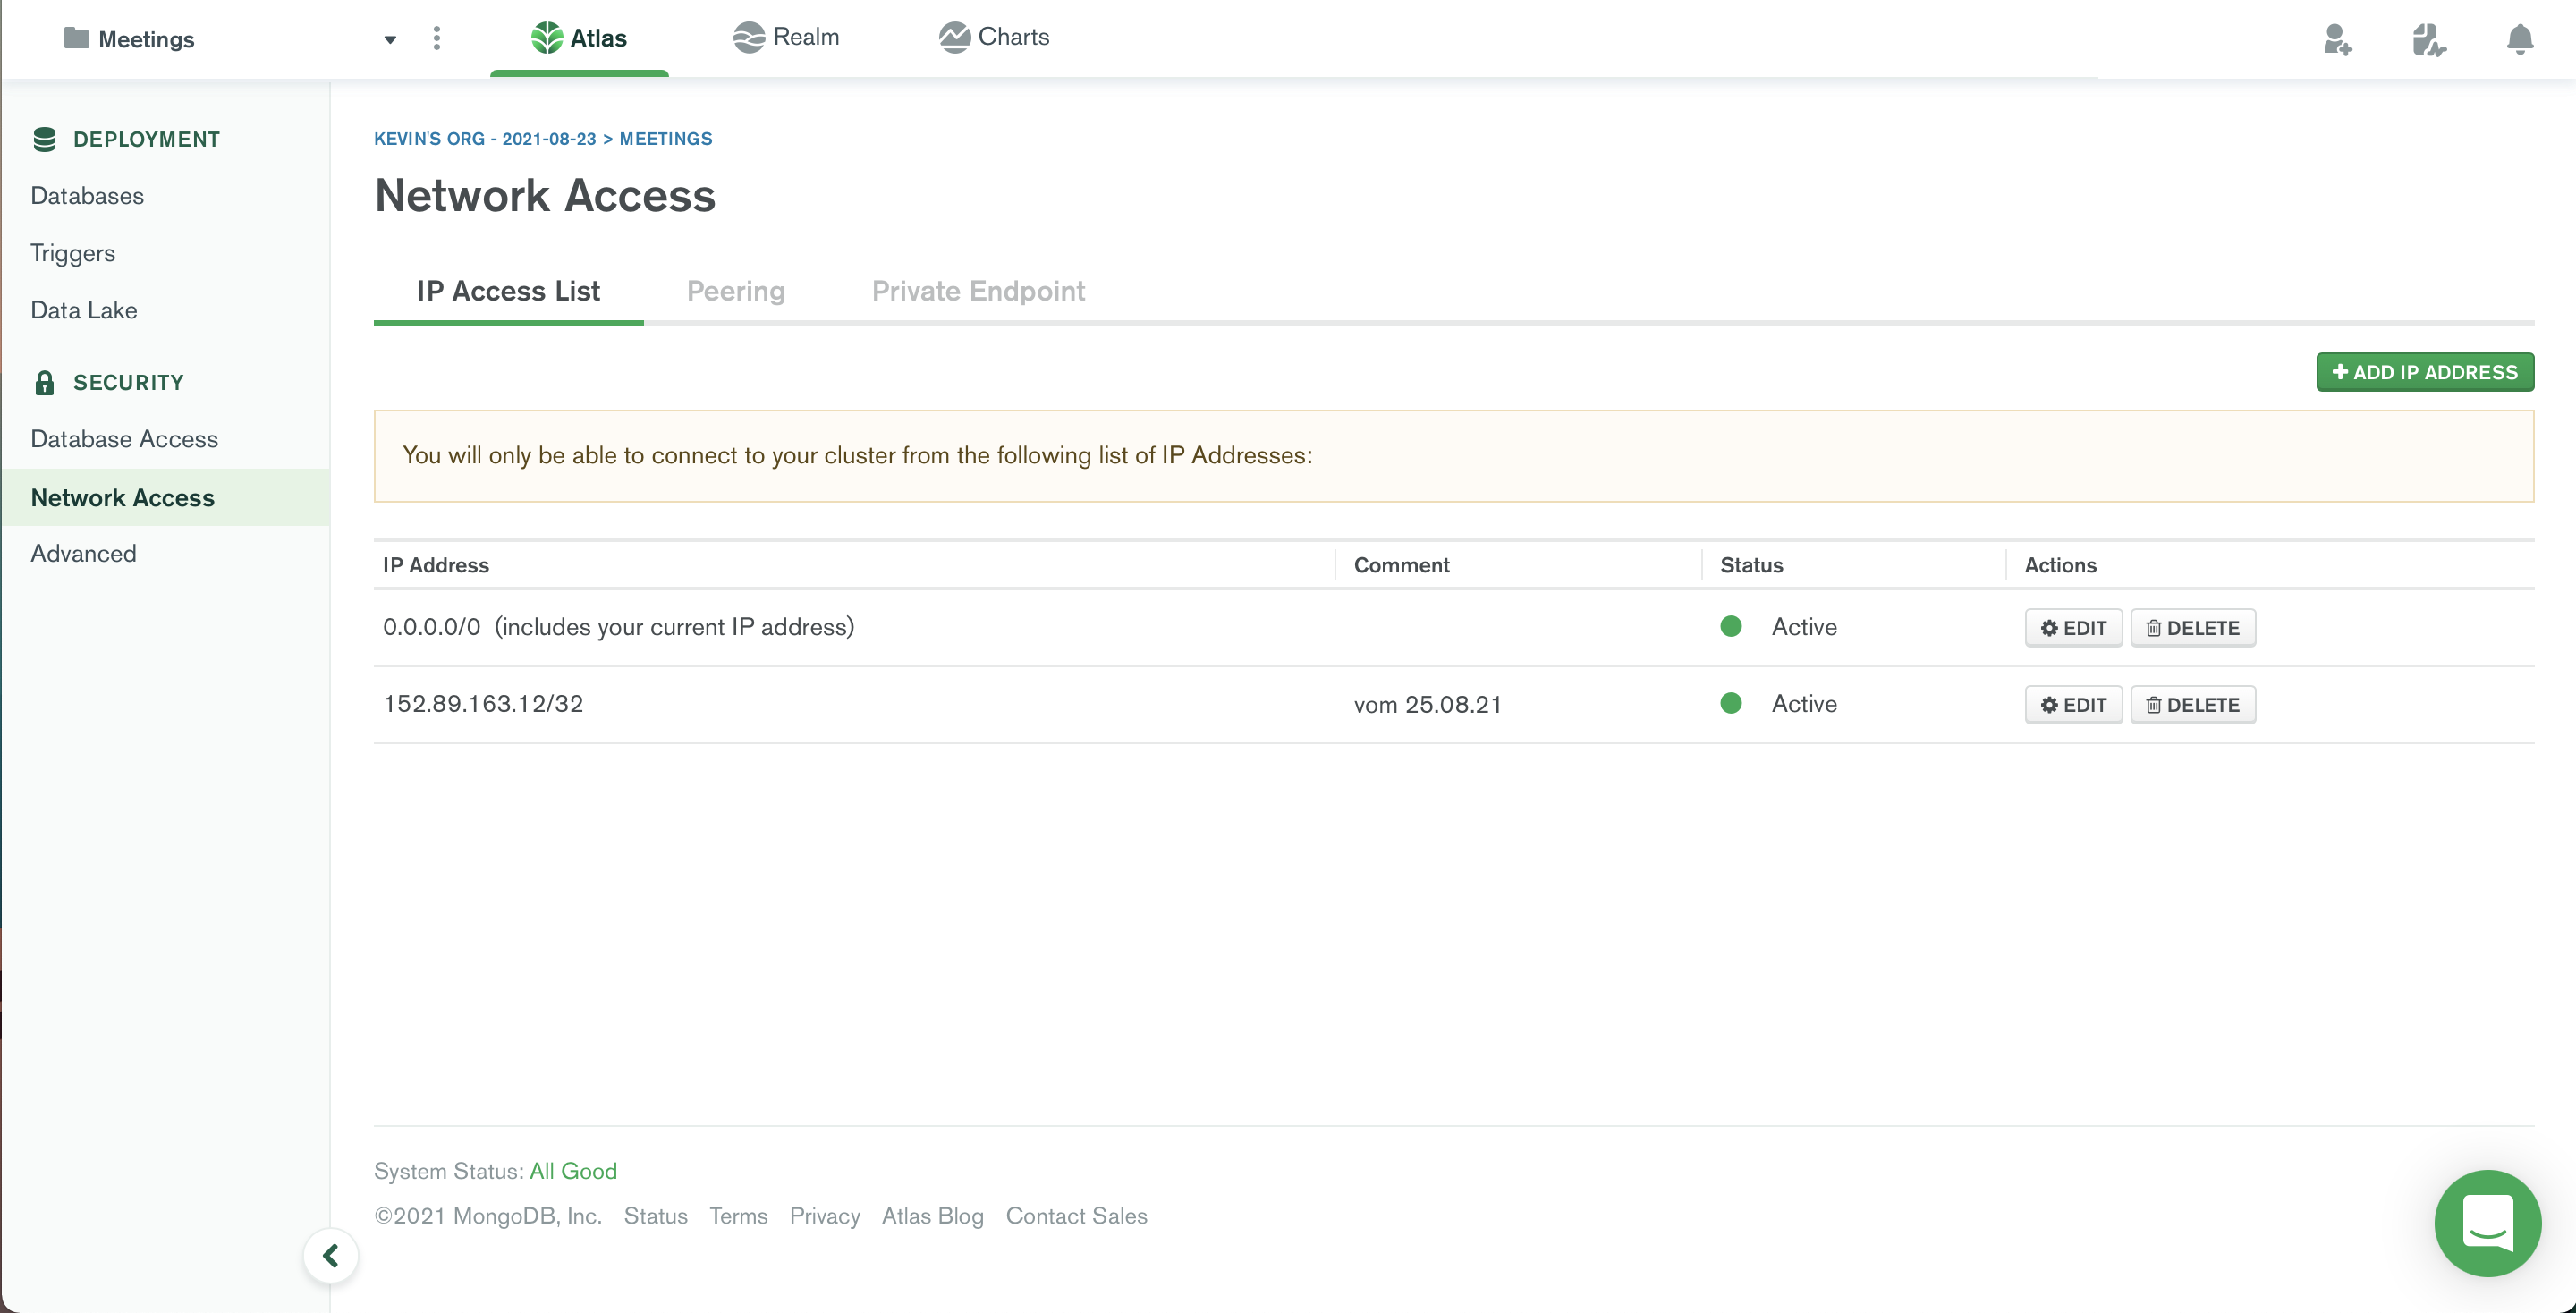 Meetings
Atlas
Realm
Charts
DEPLOYMENT
Databases
Triggers
Data Lake
SECURITY
Database Access
Network Access
Advanced
KEVIN'S ORG - 2021-08-23 > MEETINGS
Network Access
IP Access List Peering Private Endpoint
ADD IP ADDRESS
You will only be able to connect to your cluster from the following list of IP Addresses:
IP Address Comment Status Actions
0.0.0.0/0 (includes your current IP address) Active EDIT DELETE
152.89.163.12/32 vom 25.08.21 Active EDIT DELETE
System Status: All Good
©2021 MongoDB, Inc. Status Terms Privacy Atlas Blog Contact Sales